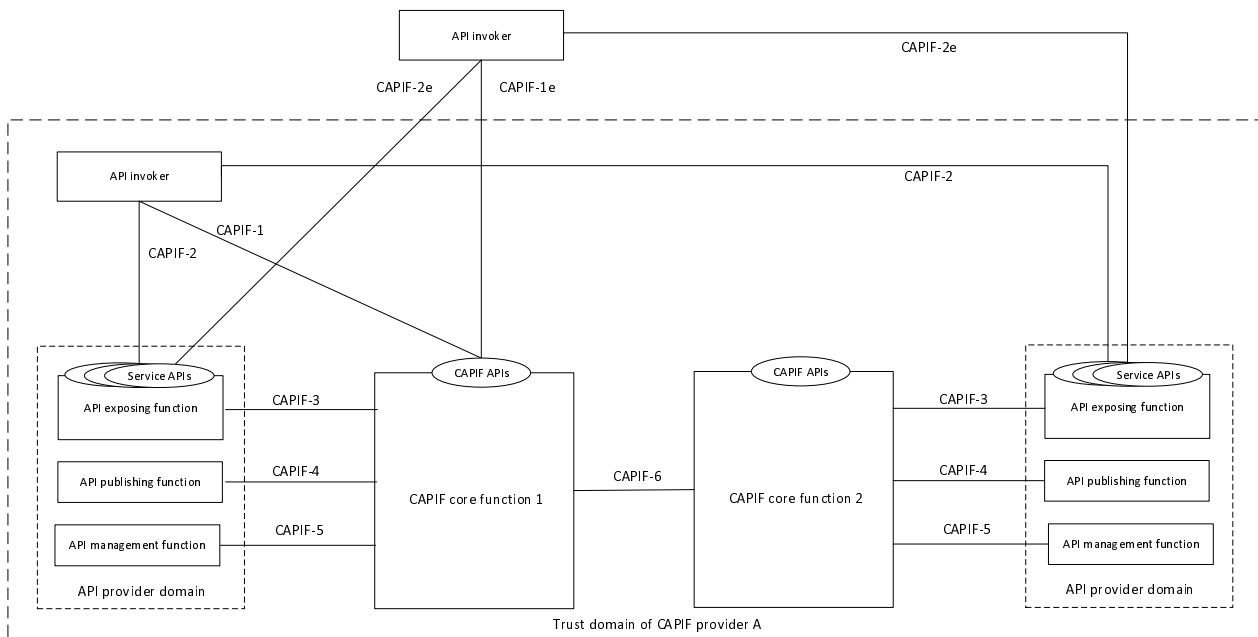 API invoker
CAPIF-2e
CAPIF-2e
CAPIF-1e
API invoker
CAPIF-2
CAPIF-1
CAPIF-2
Service APIs
CAPIF APIs
CAPIF APIs
Service APIs
API exposing function
CAPIF-3
CAPIF-3
API exposing function
API publishing function
CAPIF-4
CAPIF-6
CAPIF-4
API publishing function
CAPIF core function 1
CAPIF core function 2
API management function
CAPIF-5
CAPIF-5
API management function
API provider domain
API provider domain
Trust domain of CAPIF provider A